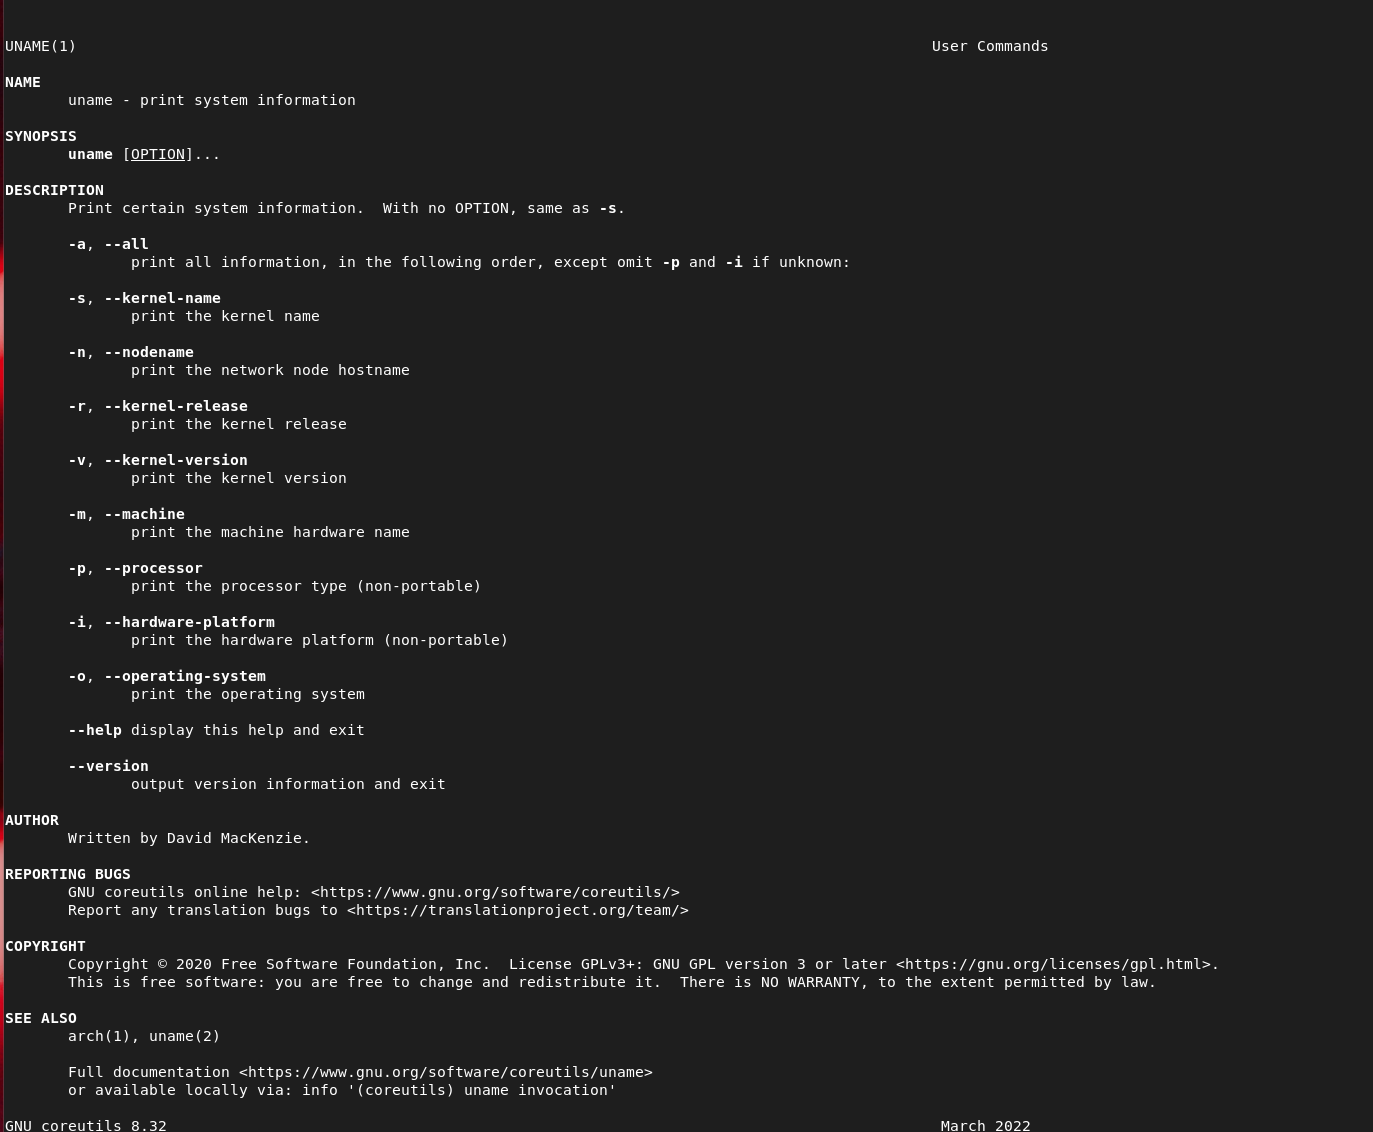 UNAME(1) User Commands
NAME
uname - print system information
SYNOPSIS
uname [OPTION]...
DESCRIPTION
Print certain system information.  With no OPTION, same as -s.
-a, --all
print all information, in the following order, except omit -p and -i if unknown:
-s, --kernel-name
print the kernel name
-n, --nodename
print the network node hostname
-r, --kernel-release
print the kernel release
-v, --kernel-version
print the kernel version
-m, --machine
print the machine hardware name
-p, --processor
print the processor type (non-portable)
-i, --hardware-platform
print the hardware platform (non-portable)
-o, --operating-system
print the operating system
--help display this help and exit
--version
output version information and exit
AUTHOR
Written by David MacKenzie.
REPORTING BUGS
GNU coreutils online help: <https://www.gnu.org/software/coreutils/>
Report any translation bugs to <https://translationproject.org/team/>
COPYRIGHT
Copyright © 2020 Free Software Foundation, Inc.  License GPLv3+: GNU GPL version 3 or later <https://gnu.org/licenses/gpl.html>.
This is free software: you are free to change and redistribute it.  There is NO WARRANTY, to the extent permitted by law.
SEE ALSO
arch(1), uname(2)
Full documentation <https://www.gnu.org/software/coreutils/uname>
or available locally via: info '(coreutils) uname invocation'
GNU coreutils 8.32 March 2022